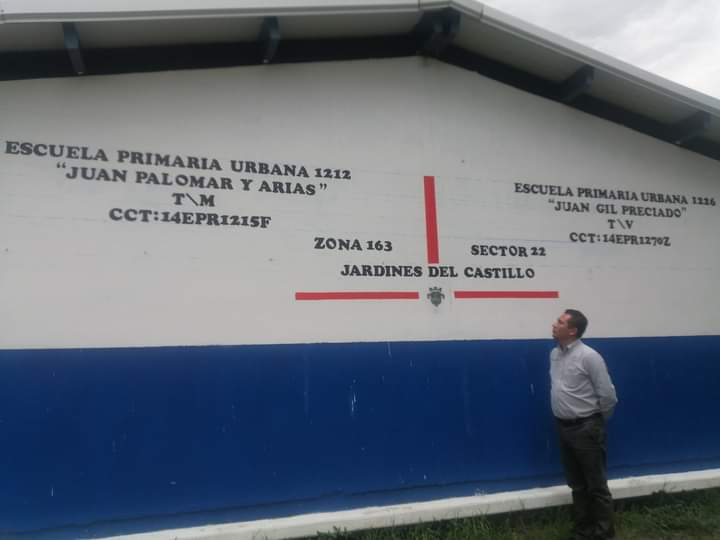 ESCUELA PRIMARIA URBANA 1212
"JUAN PALOMAR Y ARIAS"
T\M
CCT:14EPR1215F
ESCUELA PRIMARIA URBANA 1226
"JUAN GIL PRECIADO"
T\V
CCT:14EPR1270Z
ZONA 163
SECTOR 22
JARDINES DEL CASTILLO